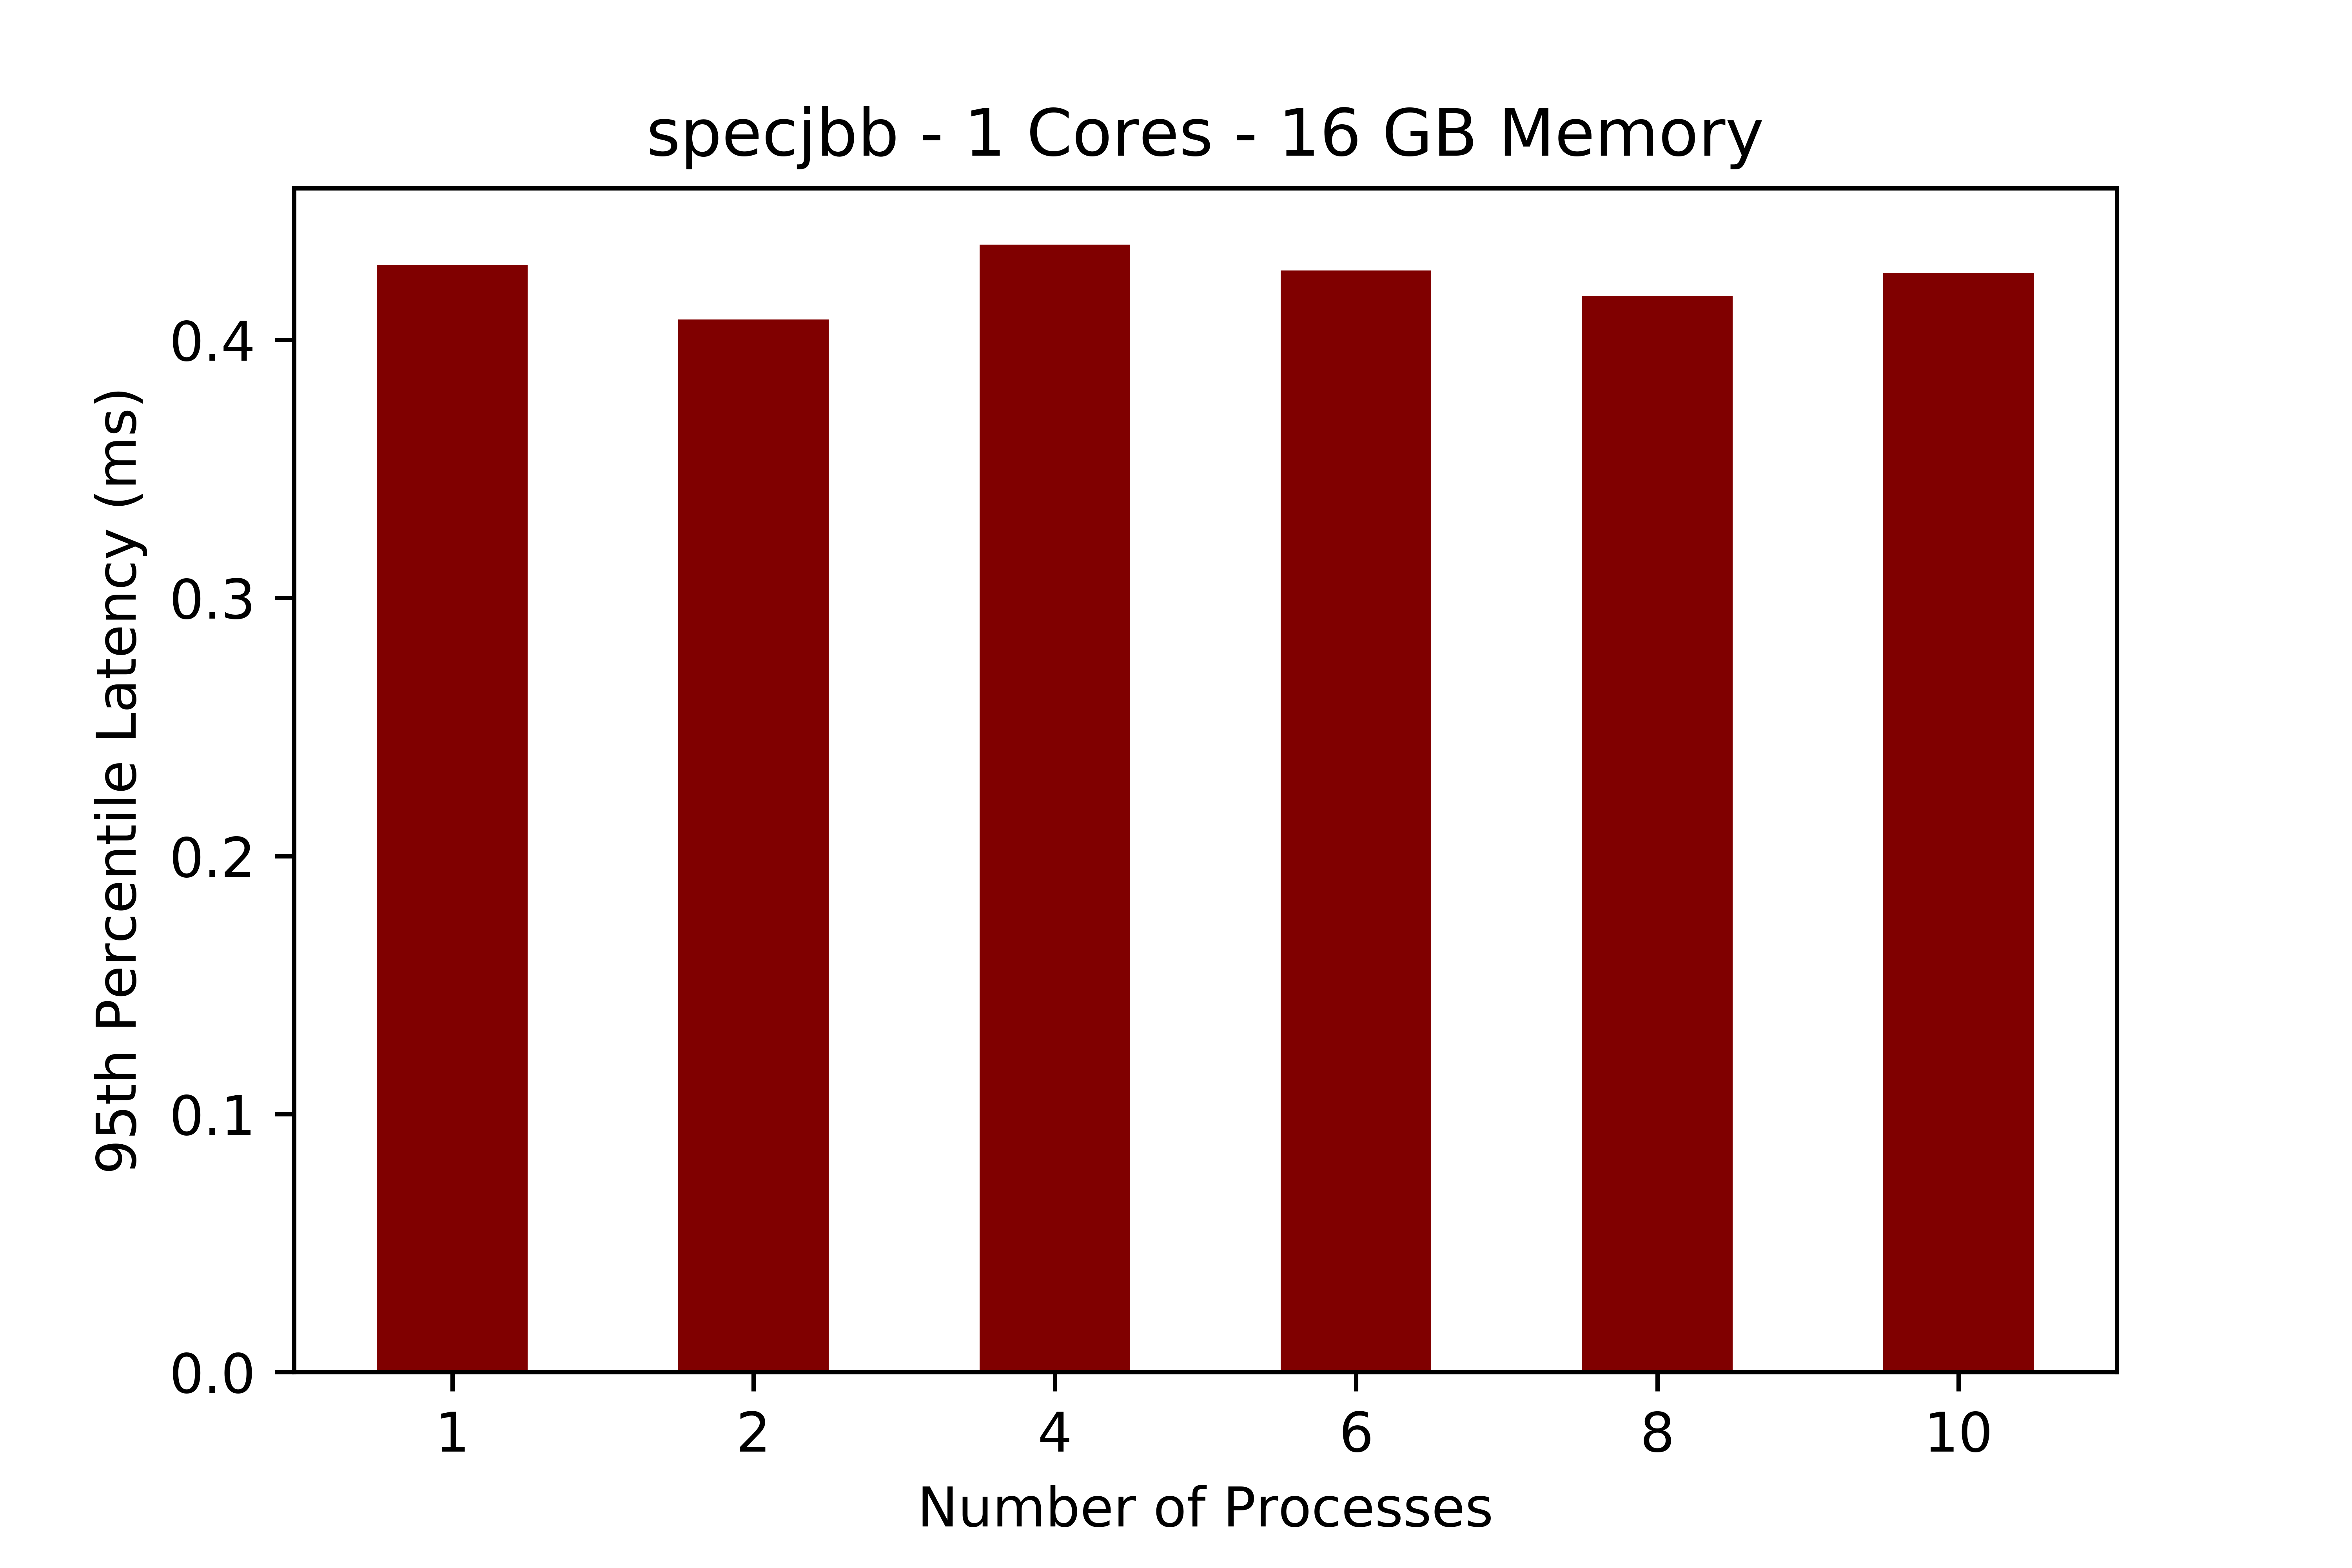 specjbb - 1 Cores - 16 GB Memory
95th Percentile Latency (ms)
0.4
0.3
0.2
0.1
0.0
1 2 4 6 8 10
Number of Processes